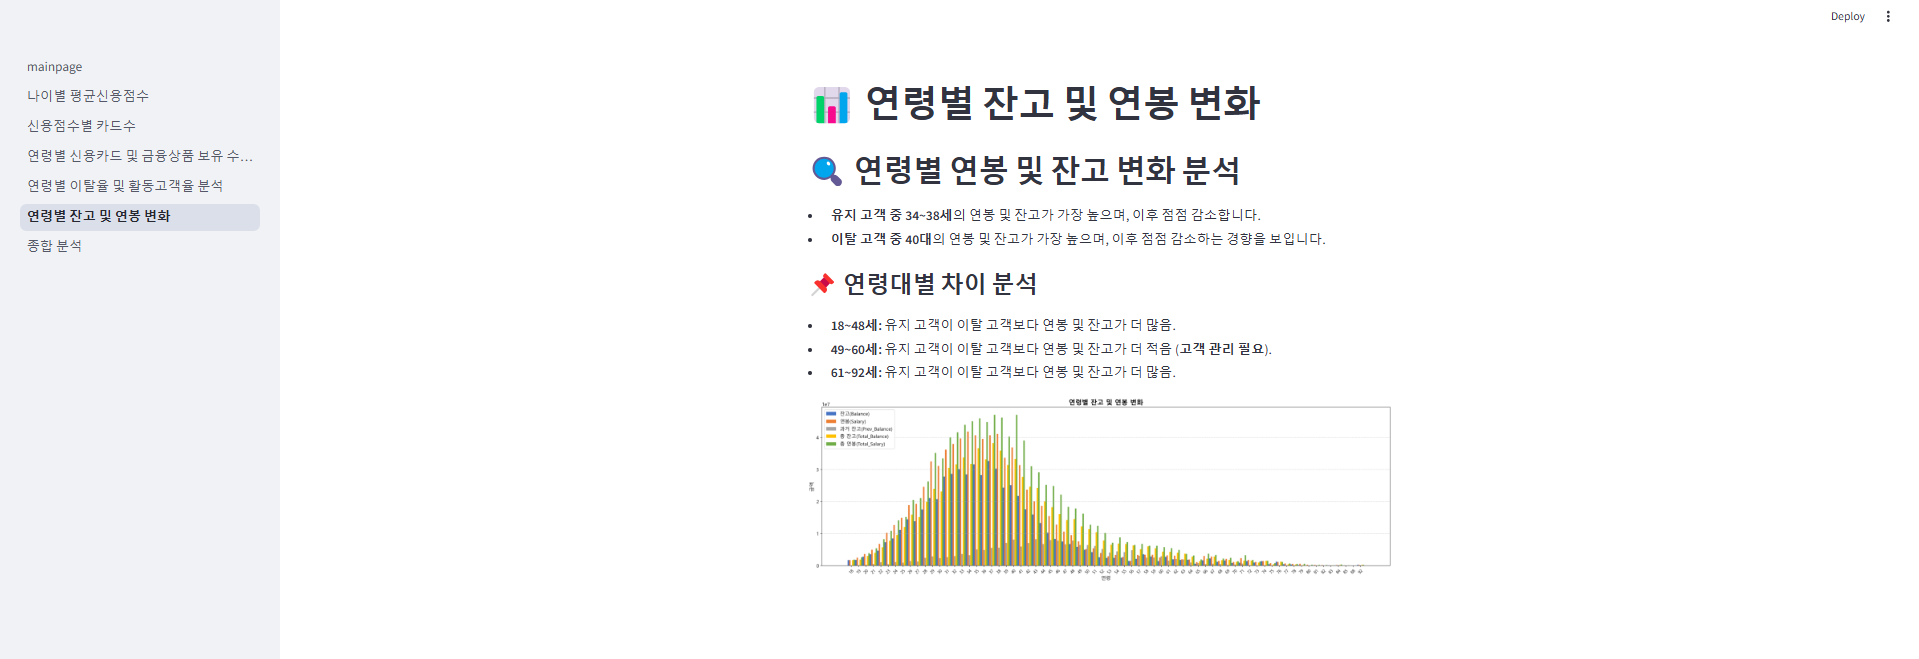 Deploy
mainpage
나이별 평균신용점수
신용점수별 카드수
연령별 신용카드 및 금융상품 보유 수…
연령별 이탈율 및 활동고객율 분석
연령별 잔고 및 연봉 변화
종합 분석
연령별 잔고 및 연봉 변화
연령별 연봉 및 잔고 변화 분석
유지 고객 중 34~38세의 연봉 및 잔고가 가장 높으며, 이후 점점 감소합니다.
이탈 고객 중 40대의 연봉 및 잔고가 가장 높으며, 이후 점점 감소하는 경향을 보입니다.
연령대별 차이 분석
18~48세: 유지 고객이 이탈 고객보다 연봉 및 잔고가 더 많음.
49~60세: 유지 고객이 이탈 고객보다 연봉 및 잔고가 더 적음 (고객 관리 필요).
61~92세: 유지 고객이 이탈 고객보다 연봉 및 잔고가 더 많음.
연령별 잔고 및 연봉 변화
1e7
잔고(Balance)
연봉(Salary)
과거 잔고(Prev_Balance)
총 잔고(Total_Balance)
총 연봉(Total_Salary)
4
3
2
1
0
연령